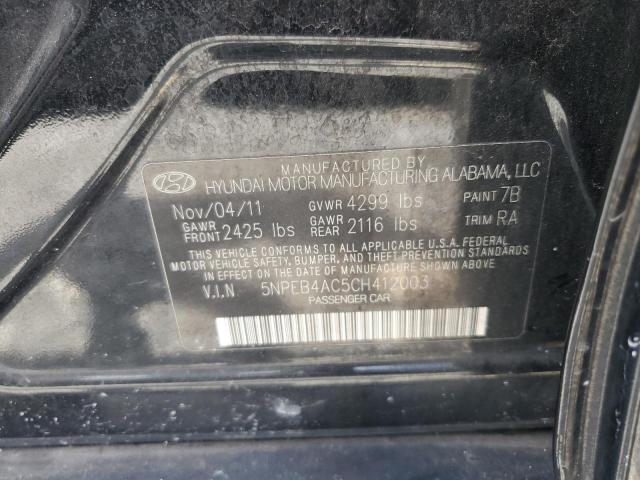 MANUFACTURED BY
HYUNDAI MOTOR MANUFACTURING ALABAMA, LLC
Nov/04/11 GVWR 4299 lbs PAINT 7B
GAWR FRONT 2425 lbs GAWR REAR 2116 lbs TRIM RA
THIS VEHICLE CONFORMS TO ALL APPLICABLE U.S.A. FEDERAL
MOTOR VEHICLE SAFETY, BUMPER, AND THEFT PREVENTION STANDARDS
IN EFFECT ON THE DATE OF MANUFACTURE SHOWN ABOVE.
V.I.N 5NPEB4AC5CH412003
PASSENGER CAR